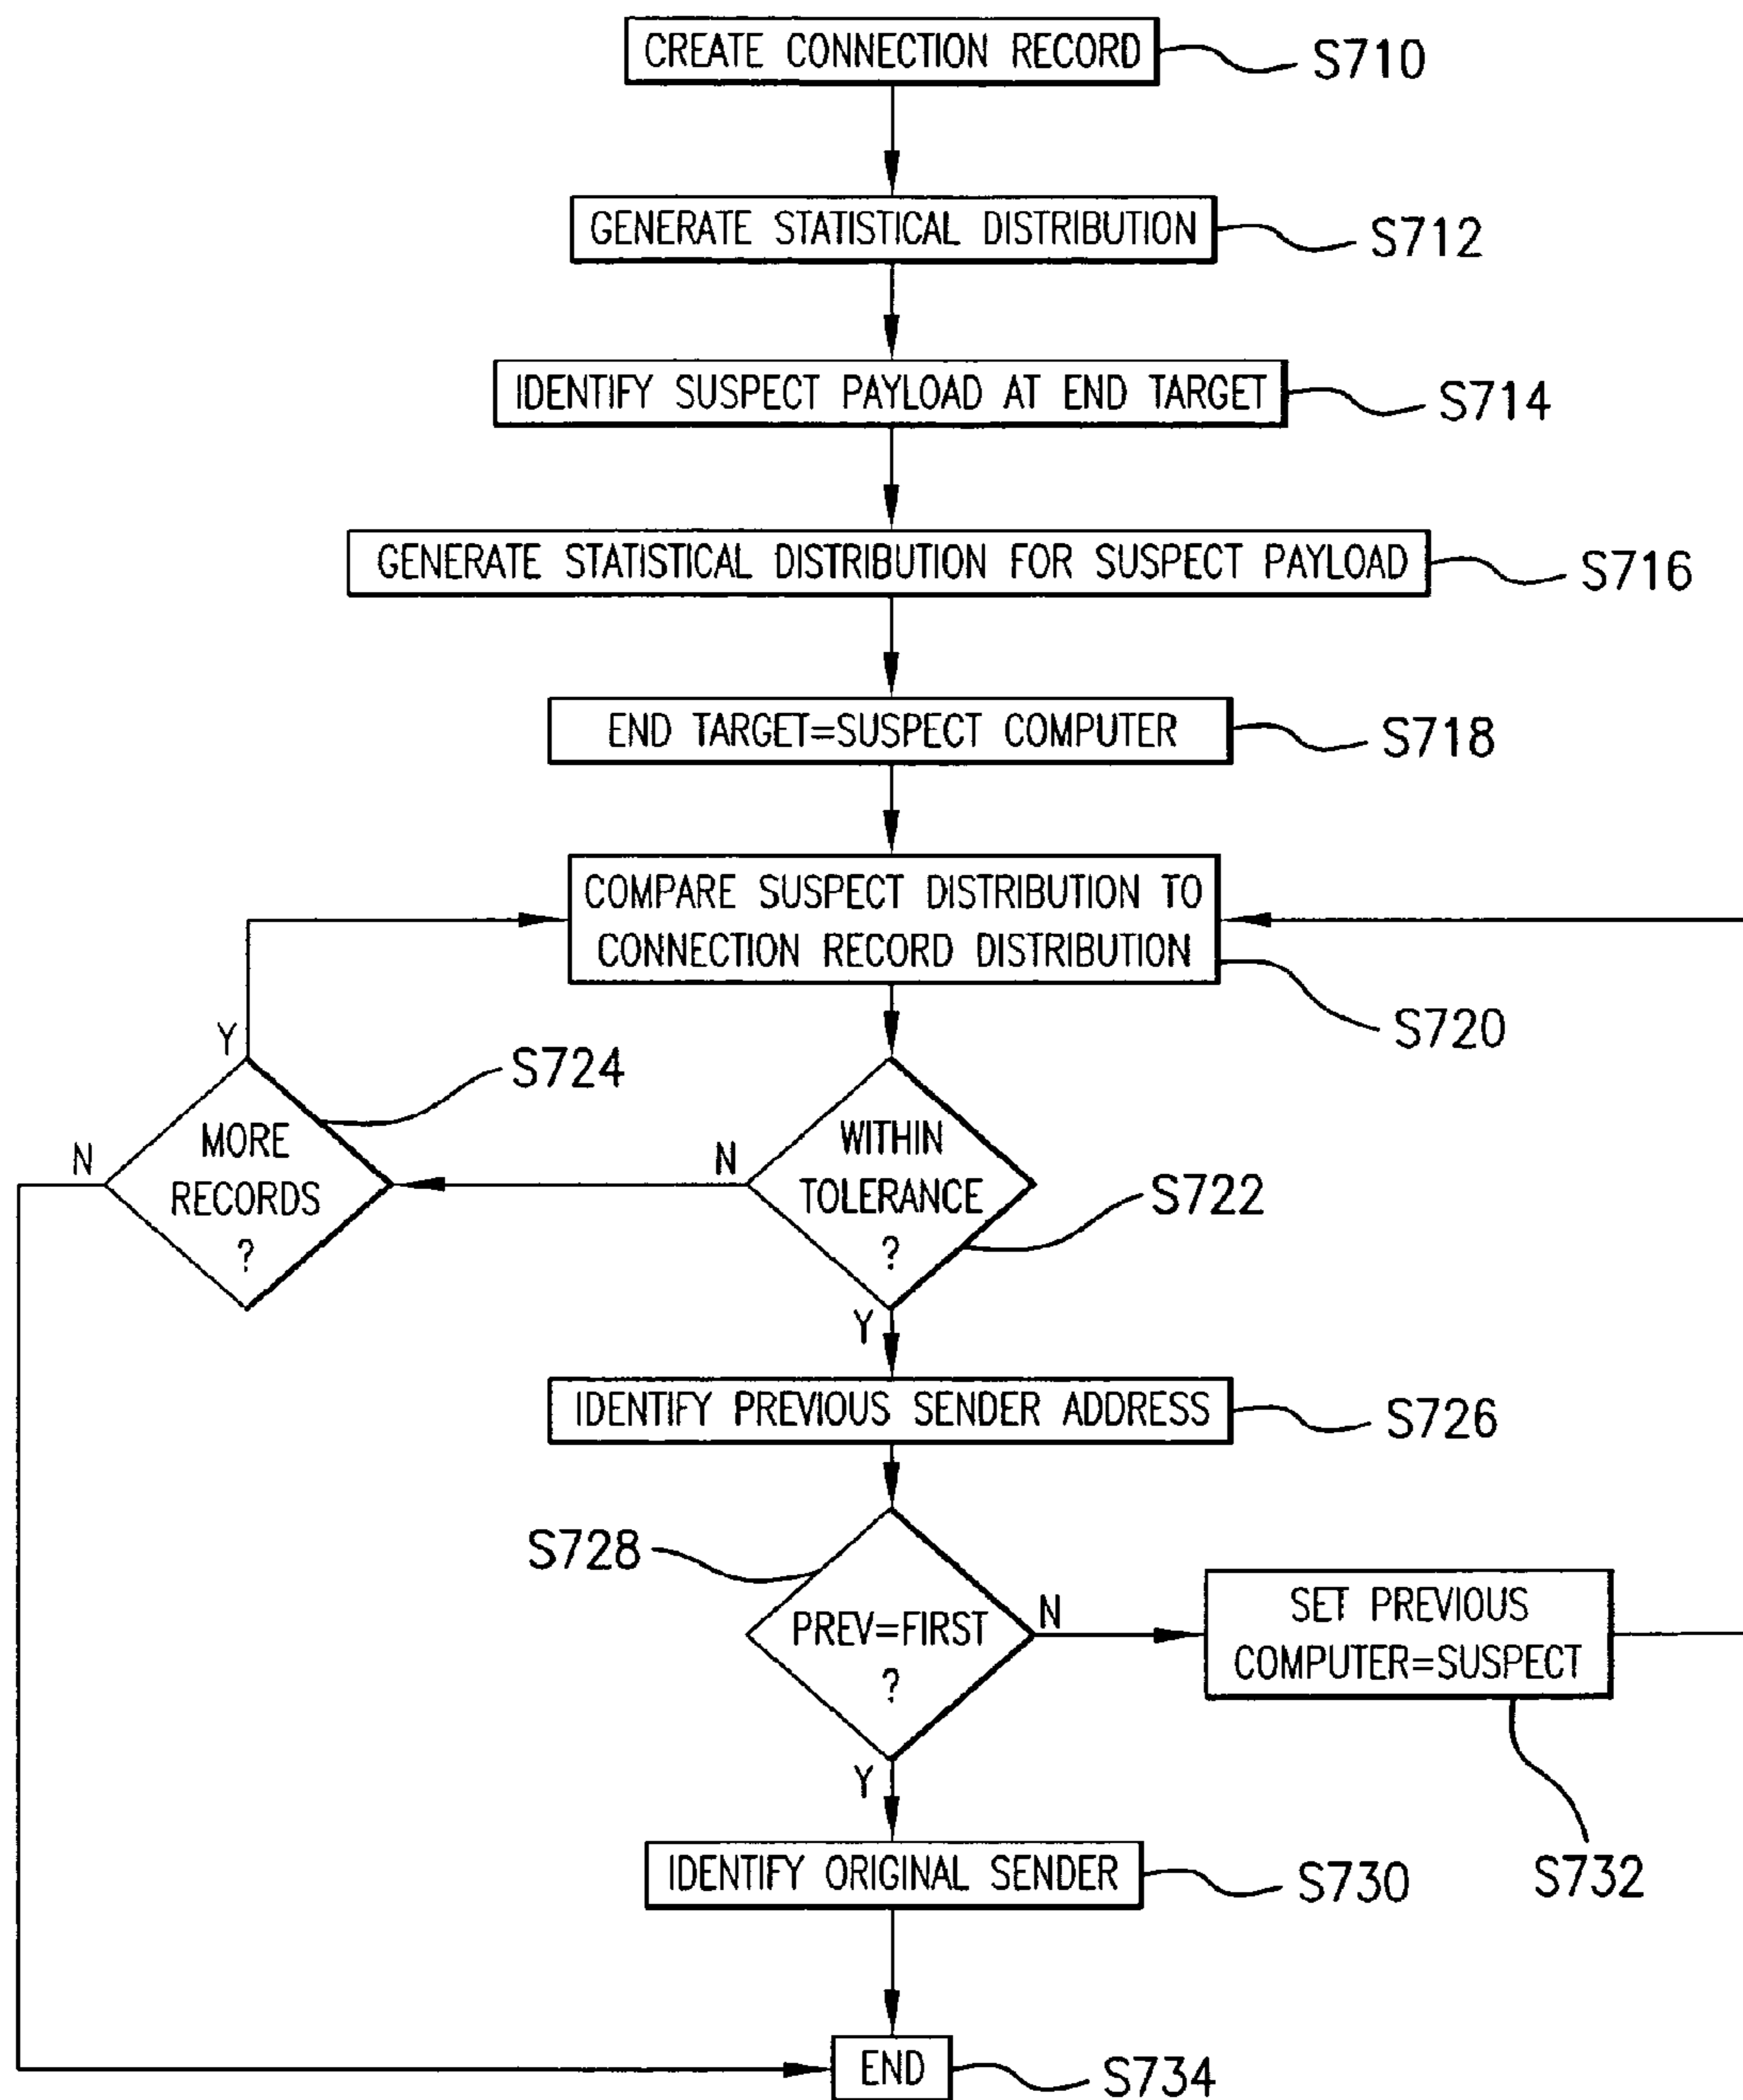 CREATE CONNECTION RECORD
S710
GENERATE STATISTICAL DISTRIBUTION
S712
IDENTIFY SUSPECT PAYLOAD AT END TARGET
S714
GENERATE STATISTICAL DISTRIBUTION FOR SUSPECT PAYLOAD
S716
END TARGET=SUSPECT COMPUTER
S718
COMPARE SUSPECT DISTRIBUTION TO
CONNECTION RECORD DISTRIBUTION
S720
Y
S724
MORE
RECORDS
?
N
N
WITHIN
TOLERANCE
?
S722
Y
IDENTIFY PREVIOUS SENDER ADDRESS
S726
S728
PREV=FIRST
?
N
SET PREVIOUS
COMPUTER=SUSPECT
S732
Y
IDENTIFY ORIGINAL SENDER
S730
END
S734